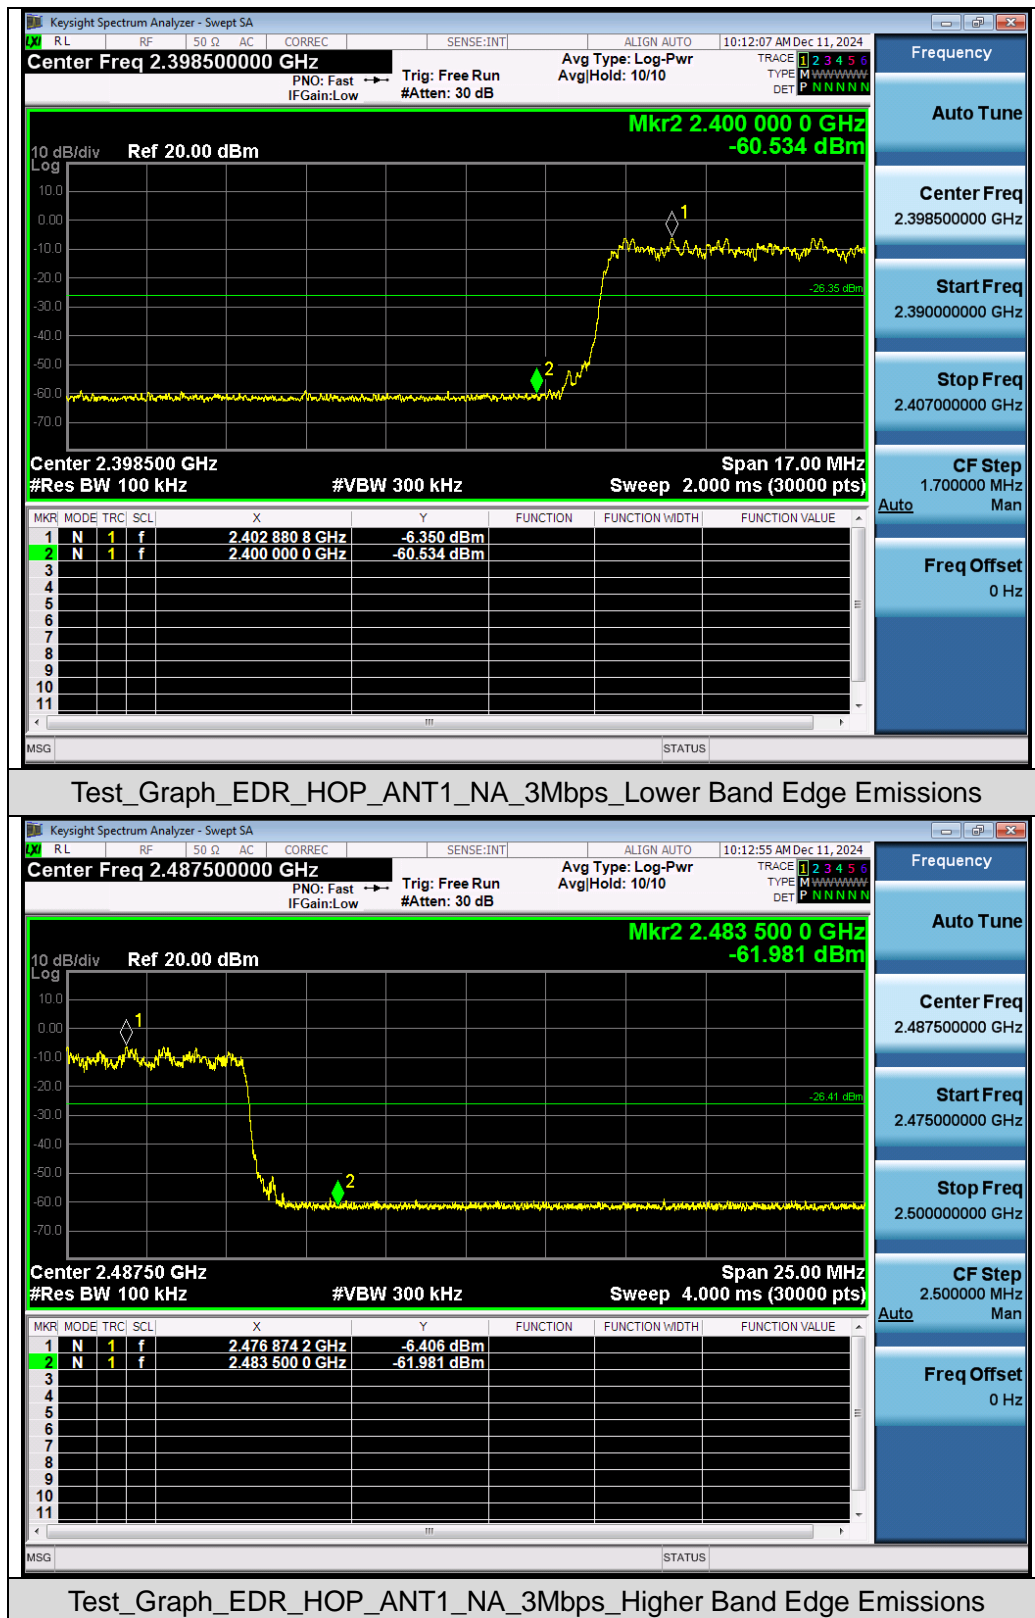 Keysight Spectrum Analyzer - Swept SA
LXI RL RF 50 Ω AC CORREC SENSE:INT ALIGN AUTO 10:12:07 AM Dec 11, 2024
Center Freq 2.398500000 GHz
PNO: Fast
IFGain:Low
Trig: Free Run
#Atten: 30 dB
Avg Type: Log-Pwr
Avg|Hold: 10/10
TRACE 1 2 3 4 5 6
TYPE M W W W W W
DET P N N N N N
Mkr2 2.400 000 0 GHz
-60.534 dBm
10 dB/div Ref 20.00 dBm
Log
10.0
0.00
-10.0
-20.0
-30.0
-40.0
-50.0
-60.0
-70.0
1
2
-26.35 dBm
Center 2.398500 GHz Span 17.00 MHz
#Res BW 100 kHz #VBW 300 kHz Sweep 2.000 ms (30000 pts)
MKR MODE TRC SCL X Y FUNCTION FUNCTION WIDTH FUNCTION VALUE
1 N 1 f 2.402 880 8 GHz -6.350 dBm
2 N 1 f 2.400 000 0 GHz -60.534 dBm
3
4
5
6
7
8
9
10
11
MSG STATUS
Frequency
Auto Tune
Center Freq
2.398500000 GHz
Start Freq
2.390000000 GHz
Stop Freq
2.407000000 GHz
CF Step
1.700000 MHz
Auto Man
Freq Offset
0 Hz
Test_Graph_EDR_HOP_ANT1_NA_3Mbps_Lower Band Edge Emissions
Keysight Spectrum Analyzer - Swept SA
LXI RL RF 50 Ω AC CORREC SENSE:INT ALIGN AUTO 10:12:55 AM Dec 11, 2024
Center Freq 2.487500000 GHz
PNO: Fast
IFGain:Low
Trig: Free Run
#Atten: 30 dB
Avg Type: Log-Pwr
Avg|Hold: 10/10
TRACE 1 2 3 4 5 6
TYPE M W W W W W
DET P N N N N N
Mkr2 2.483 500 0 GHz
-61.981 dBm
10 dB/div Ref 20.00 dBm
Log
10.0
0.00
-10.0
-20.0
-30.0
-40.0
-50.0
-60.0
-70.0
1
2
-26.41 dBm
Center 2.48750 GHz Span 25.00 MHz
#Res BW 100 kHz #VBW 300 kHz Sweep 4.000 ms (30000 pts)
MKR MODE TRC SCL X Y FUNCTION FUNCTION WIDTH FUNCTION VALUE
1 N 1 f 2.476 874 2 GHz -6.406 dBm
2 N 1 f 2.483 500 0 GHz -61.981 dBm
3
4
5
6
7
8
9
10
11
MSG STATUS
Frequency
Auto Tune
Center Freq
2.487500000 GHz
Start Freq
2.475000000 GHz
Stop Freq
2.500000000 GHz
CF Step
2.500000 MHz
Auto Man
Freq Offset
0 Hz
Test_Graph_EDR_HOP_ANT1_NA_3Mbps_Higher Band Edge Emissions